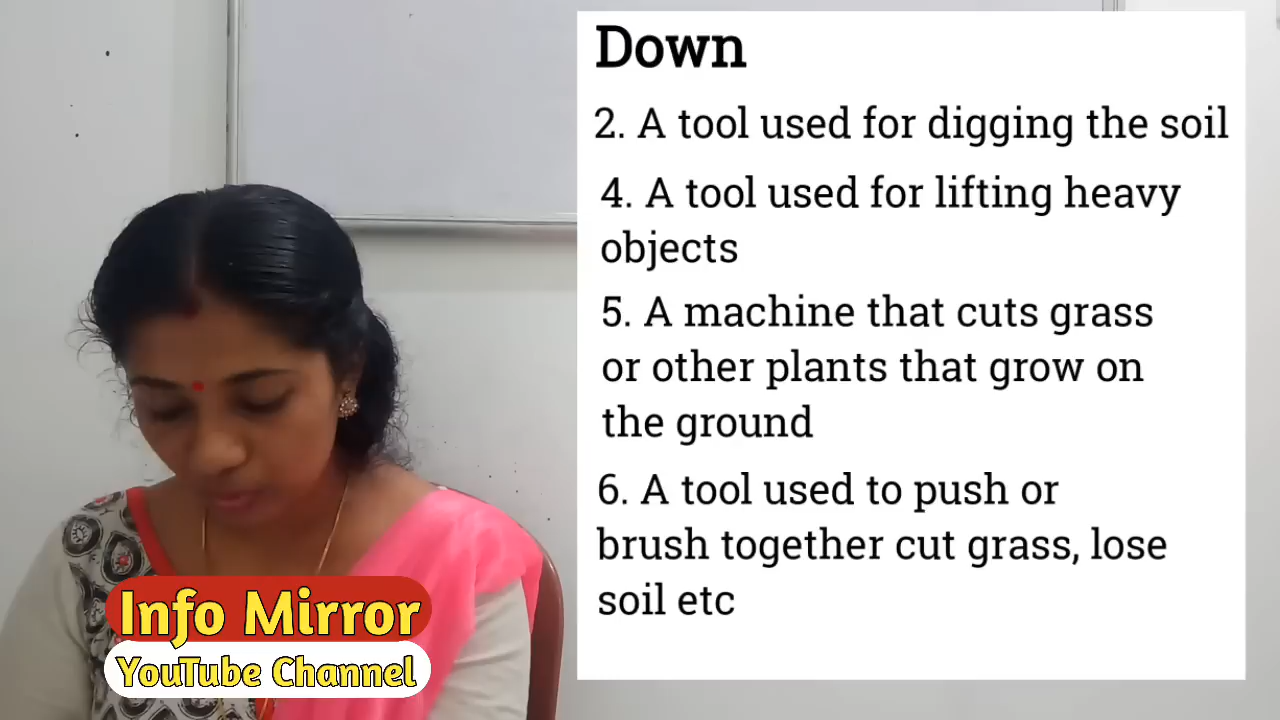 Down
2. A tool used for digging the soil
4. A tool used for lifting heavy
objects
5. A machine that cuts grass
or other plants that grow on
the ground
6. A tool used to push or
brush together cut grass, lose
soil etc
Info Mirror
YouTube Channel